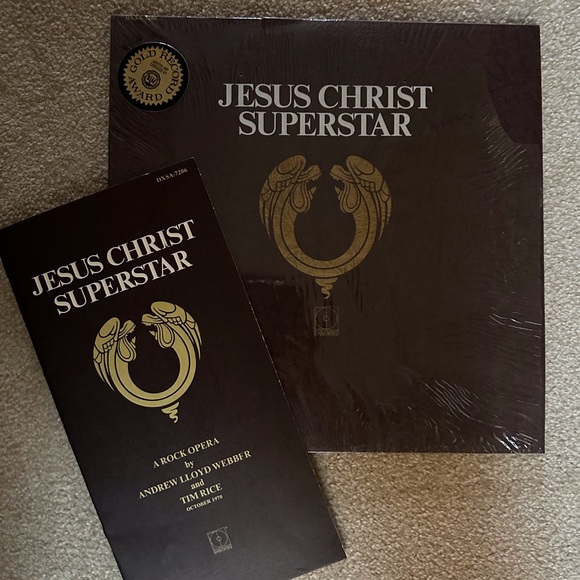 GOLD RECORD
AWARD
JESUS CHRIST
SUPERSTAR
DXSA-7206
JESUS CHRIST
SUPERSTAR
A ROCK OPERA
by
ANDREW LLOYD WEBBER
and
TIM RICE
OCTOBER 1970